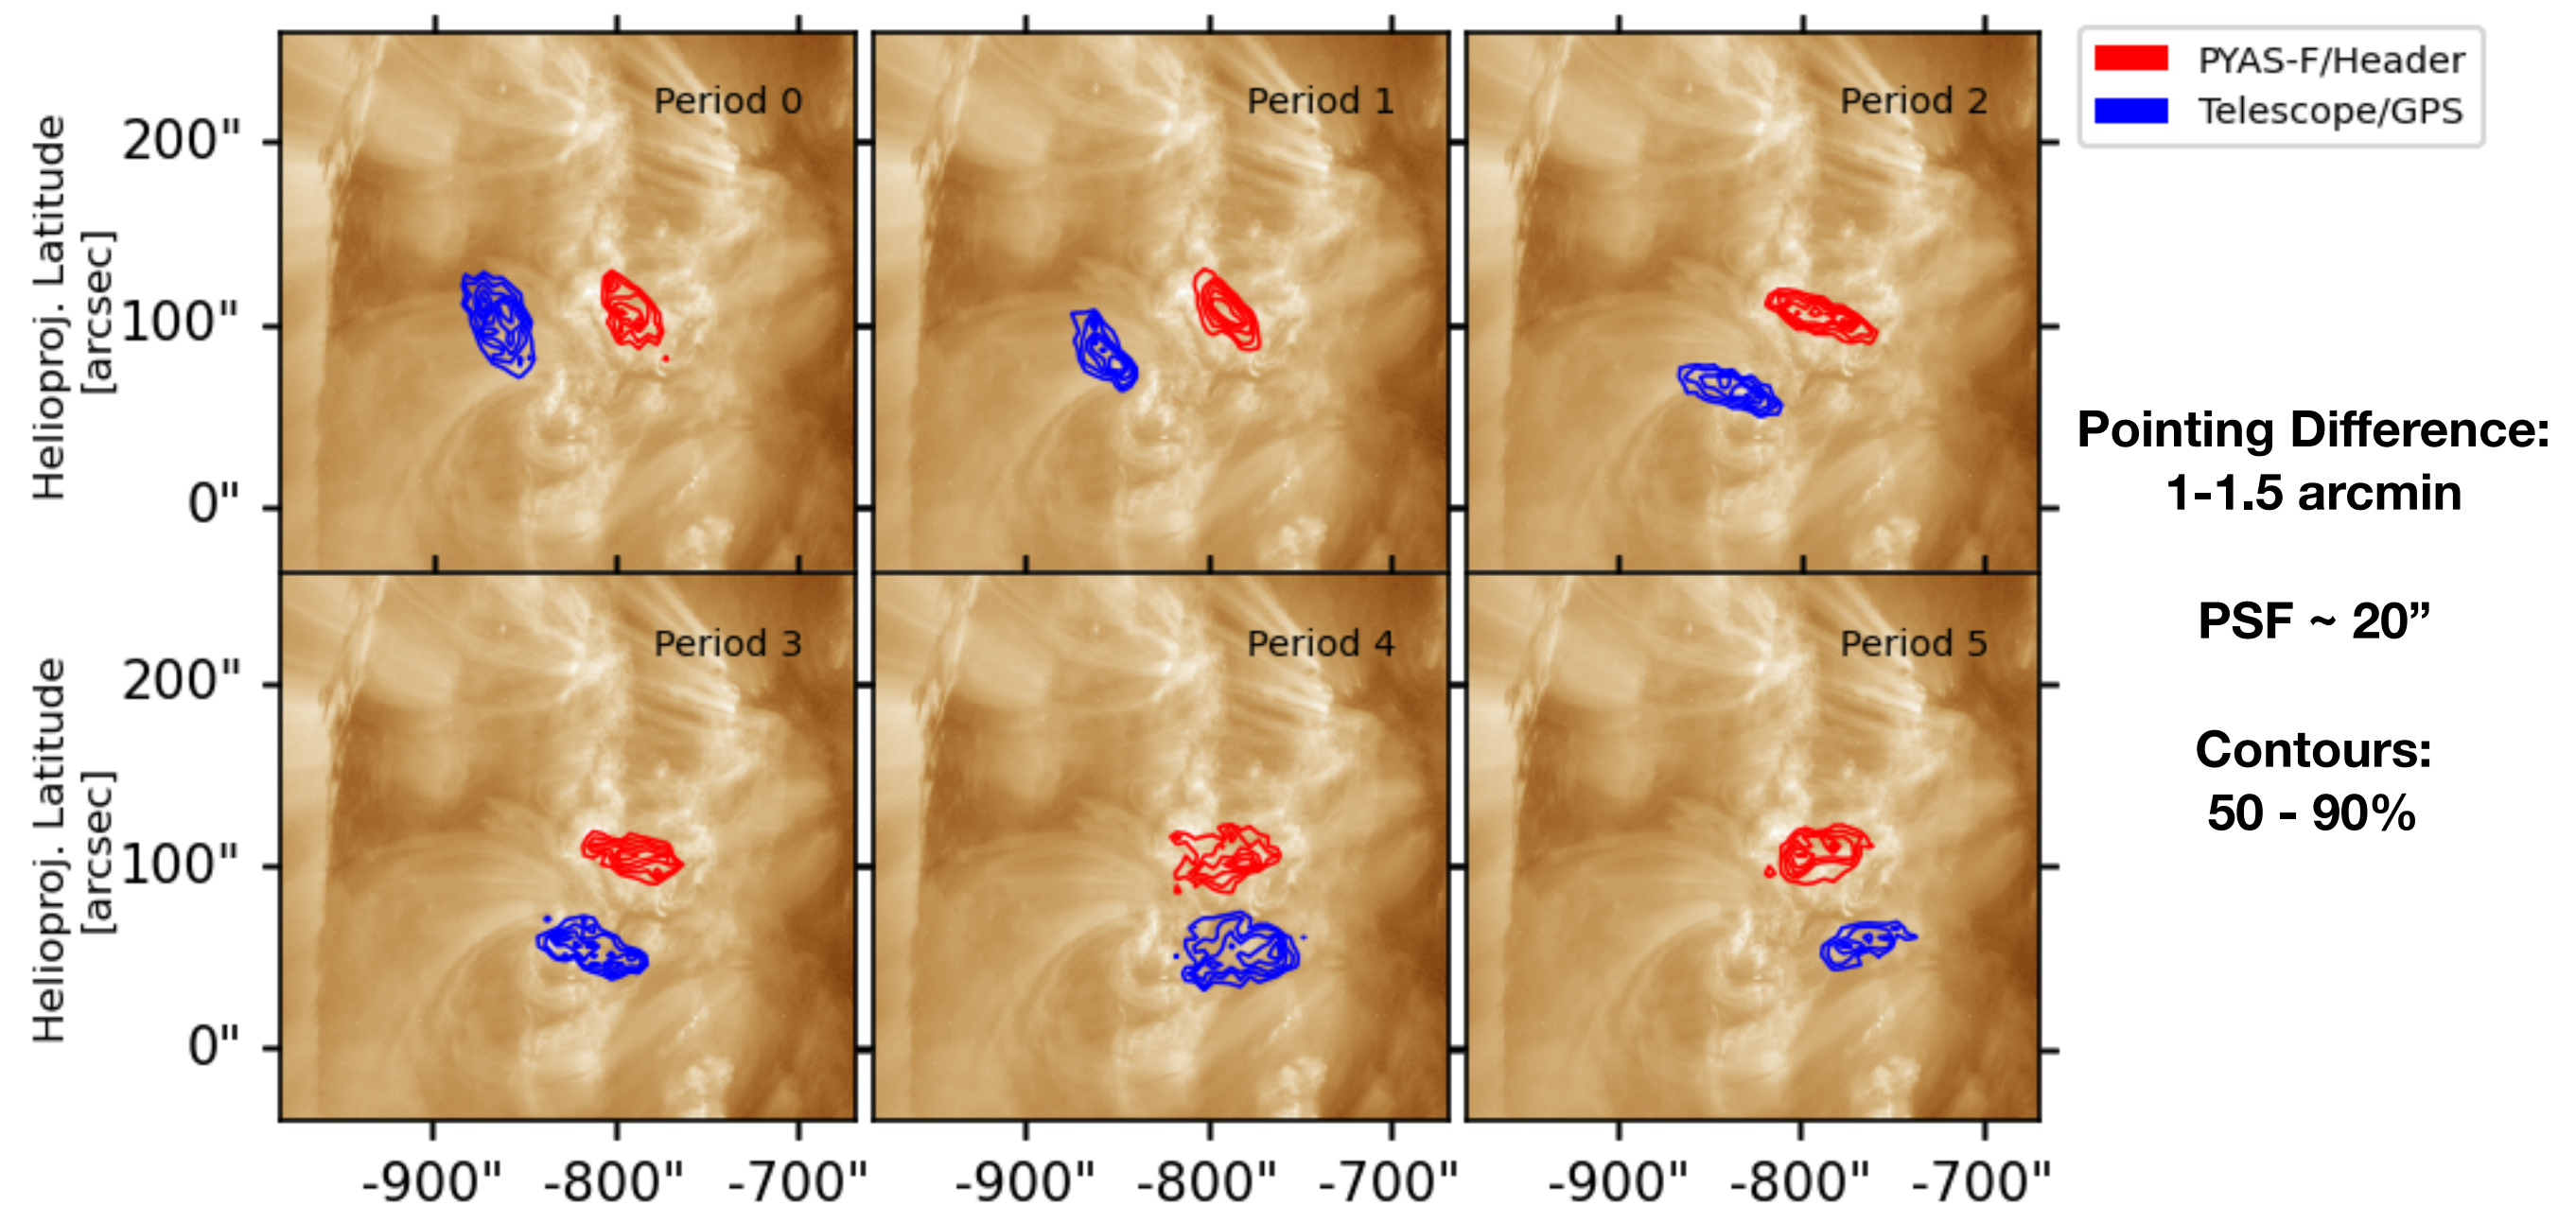 Period 0
Period 1
Period 2
PYAS-F/Header
Telescope/GPS
Helioproj. Latitude
[arcsec]
200"
100"
0"
Pointing Difference:
1-1.5 arcmin
PSF ~ 20”
Contours:
50 - 90%
Period 3
Period 4
Period 5
Helioproj. Latitude
[arcsec]
200"
100"
0"
-900" -800" -700"
-900" -800" -700"
-900" -800" -700"